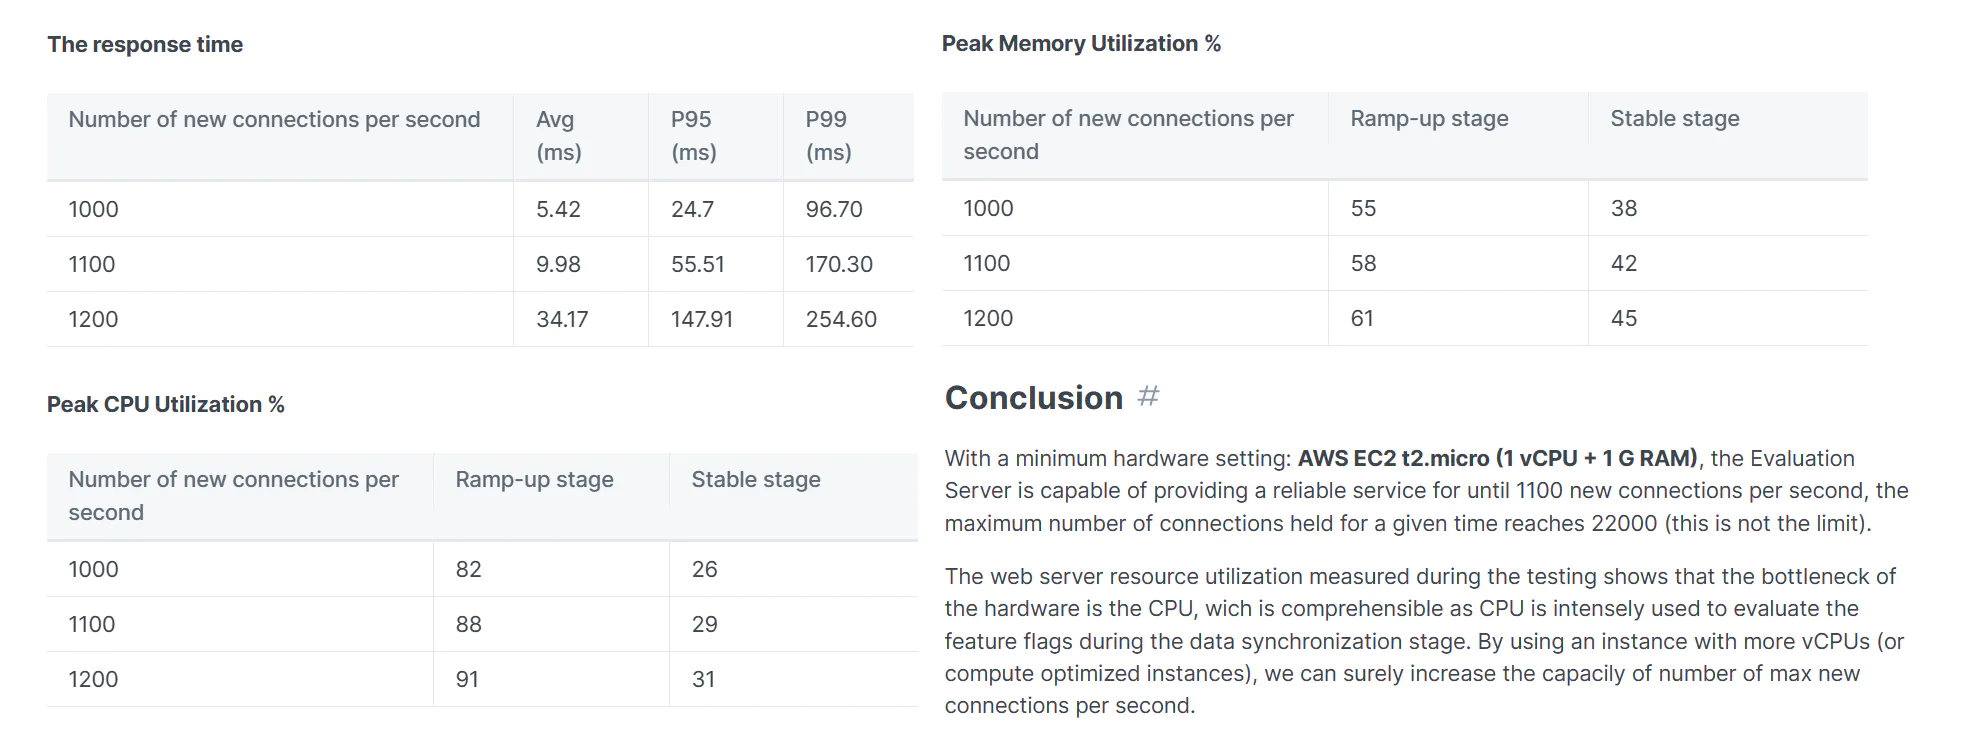 The response time
Number of new connections per second Avg (ms) P95 (ms) P99 (ms)
1000 5.42 24.7 96.70
1100 9.98 55.51 170.30
1200 34.17 147.91 254.60
Peak CPU Utilization %
Number of new connections per second Ramp-up stage Stable stage
1000 82 26
1100 88 29
1200 91 31
Peak Memory Utilization %
Number of new connections per second Ramp-up stage Stable stage
1000 55 38
1100 58 42
1200 61 45
Conclusion #
With a minimum hardware setting: AWS EC2 t2.micro (1 vCPU + 1 G RAM), the Evaluation
Server is capable of providing a reliable service for until 1100 new connections per second, the
maximum number of connections held for a given time reaches 22000 (this is not the limit).
The web server resource utilization measured during the testing shows that the bottleneck of
the hardware is the CPU, wich is comprehensible as CPU is intensely used to evaluate the
feature flags during the data synchronization stage. By using an instance with more vCPUs (or
compute optimized instances), we can surely increase the capacily of number of max new
connections per second.